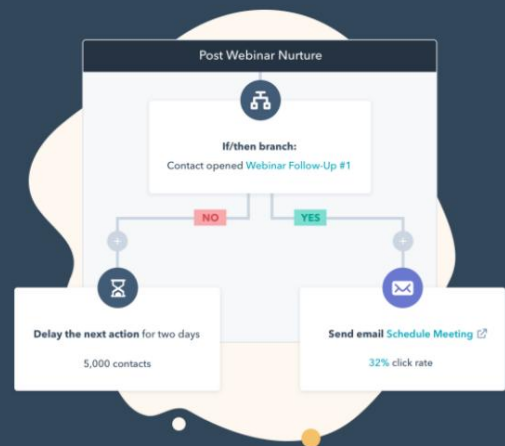 Post Webinar Nurture
If/then branch:
Contact opened Webinar Follow-Up #1
NO
YES
Delay the next action for two days
5,000 contacts
Send email Schedule Meeting
32% click rate